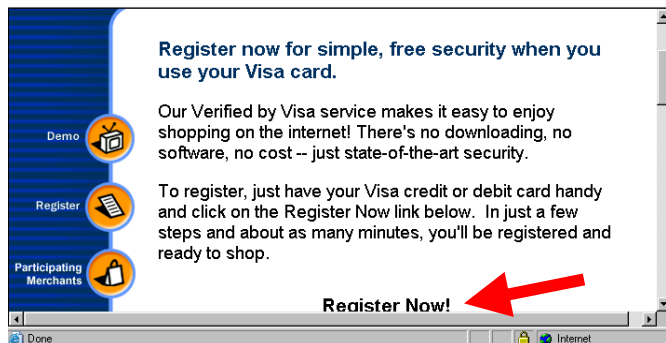 Register now for simple, free security when you
use your Visa card.
Our Verified by Visa service makes it easy to enjoy
shopping on the internet! There's no downloading, no
software, no cost -- just state-of-the-art security.
Demo
To register, just have your Visa credit or debit card handy
and click on the Register Now link below.  In just a few
steps and about as many minutes, you'll be registered and
ready to shop.
Register
Participating
Merchants
Register Now!
Done
Internet